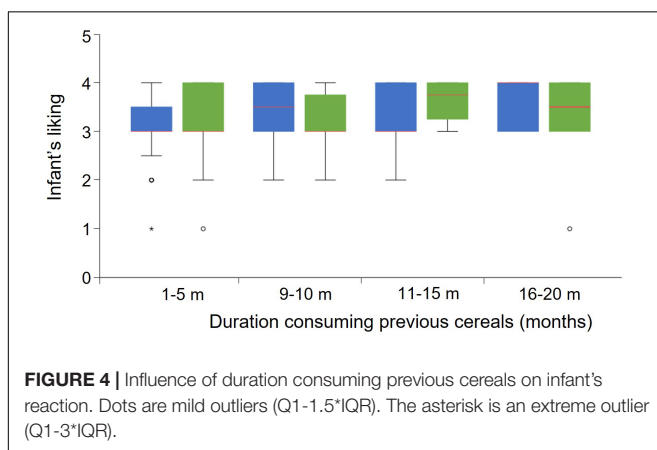 5
4
3
2
1
0
Infant's liking
1-5 m 9-10 m 11-15 m 16-20 m
Duration consuming previous cereals (months)
FIGURE 4 | Influence of duration consuming previous cereals on infant's
reaction. Dots are mild outliers (Q1-1.5*IQR). The asterisk is an extreme outlier
(Q1-3*IQR).